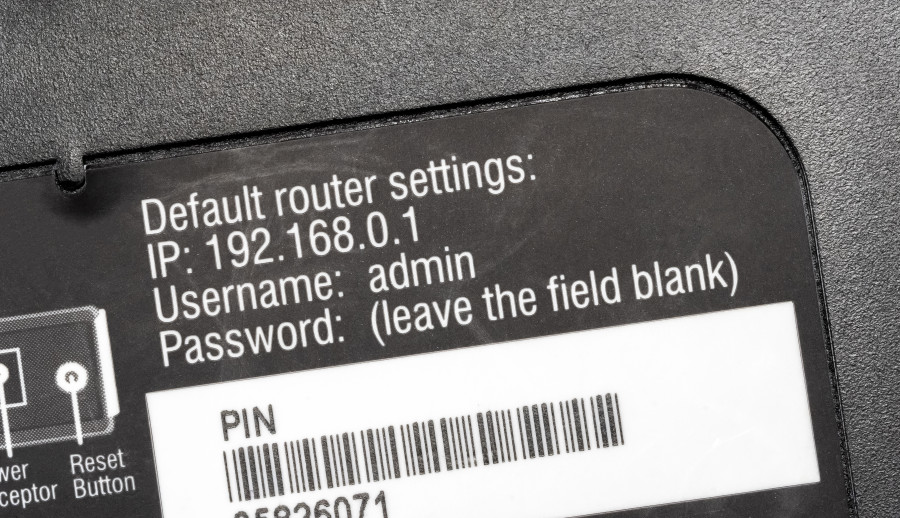 Default router settings:
IP: 192.168.0.1
Username: admin
Password: (leave the field blank)
PIN
Reset
Button